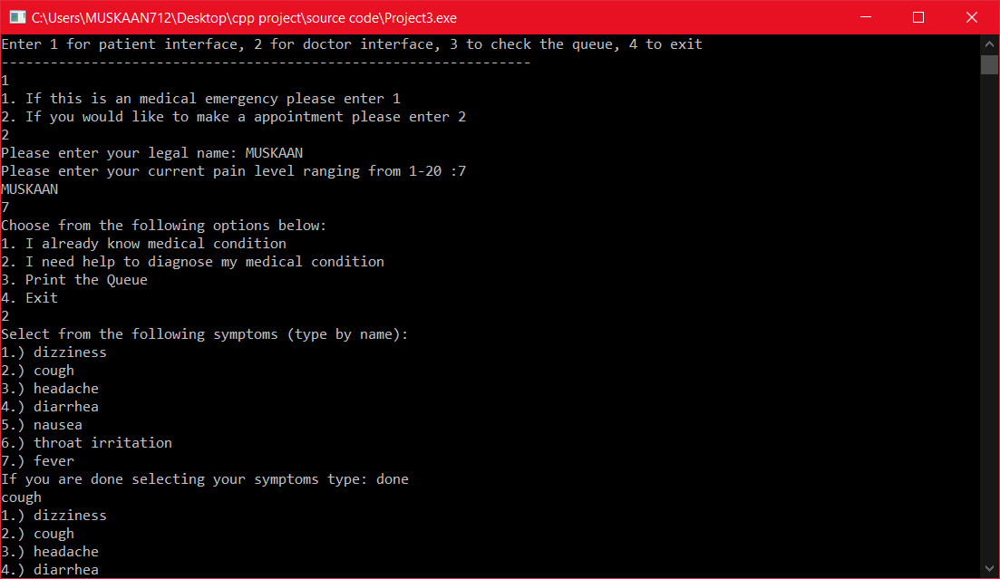 C:\Users\MUSKAAN712\Desktop\cpp project\source code\Project3.exe
Enter 1 for patient interface, 2 for doctor interface, 3 to check the queue, 4 to exit
-----------------------------------------------------------------
1
1. If this is an medical emergency please enter 1
2. If you would like to make a appointment please enter 2
2
Please enter your legal name: MUSKAAN
Please enter your current pain level ranging from 1-20 :7
MUSKAAN
7
Choose from the following options below:
1. I already know medical condition
2. I need help to diagnose my medical condition
3. Print the Queue
4. Exit
2
Select from the following symptoms (type by name):
1.) dizziness
2.) cough
3.) headache
4.) diarrhea
5.) nausea
6.) throat irritation
7.) fever
If you are done selecting your symptoms type: done
cough
1.) dizziness
2.) cough
3.) headache
4.) diarrhea